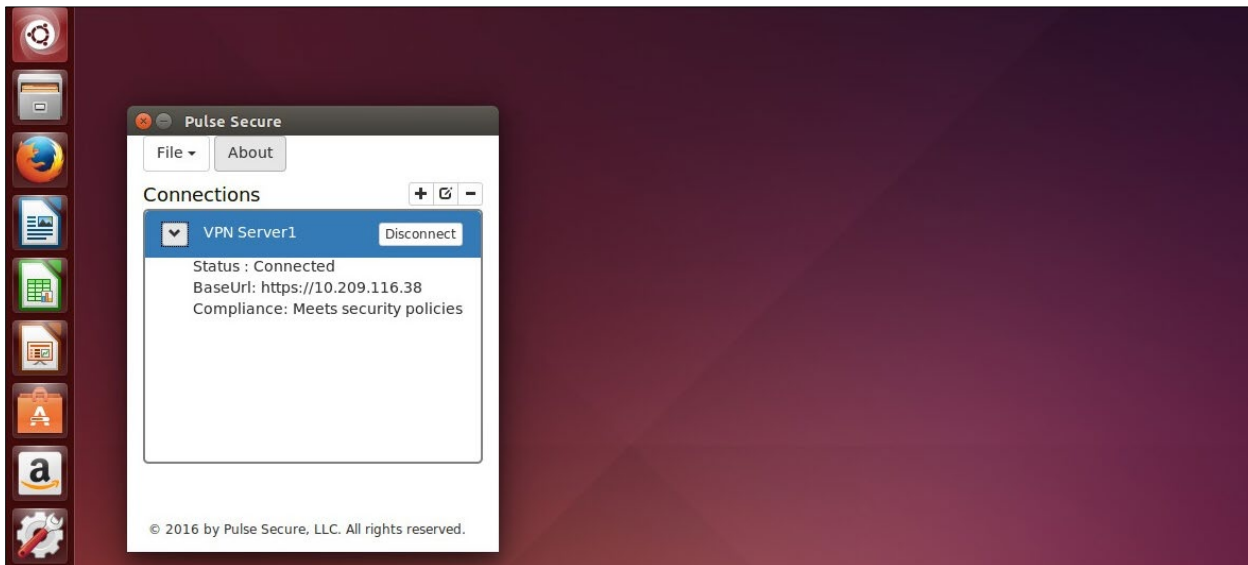 Pulse Secure
File About
Connections
VPN Server1 Disconnect
Status : Connected
BaseUrl: https://10.209.116.38
Compliance: Meets security policies
© 2016 by Pulse Secure, LLC. All rights reserved.
a